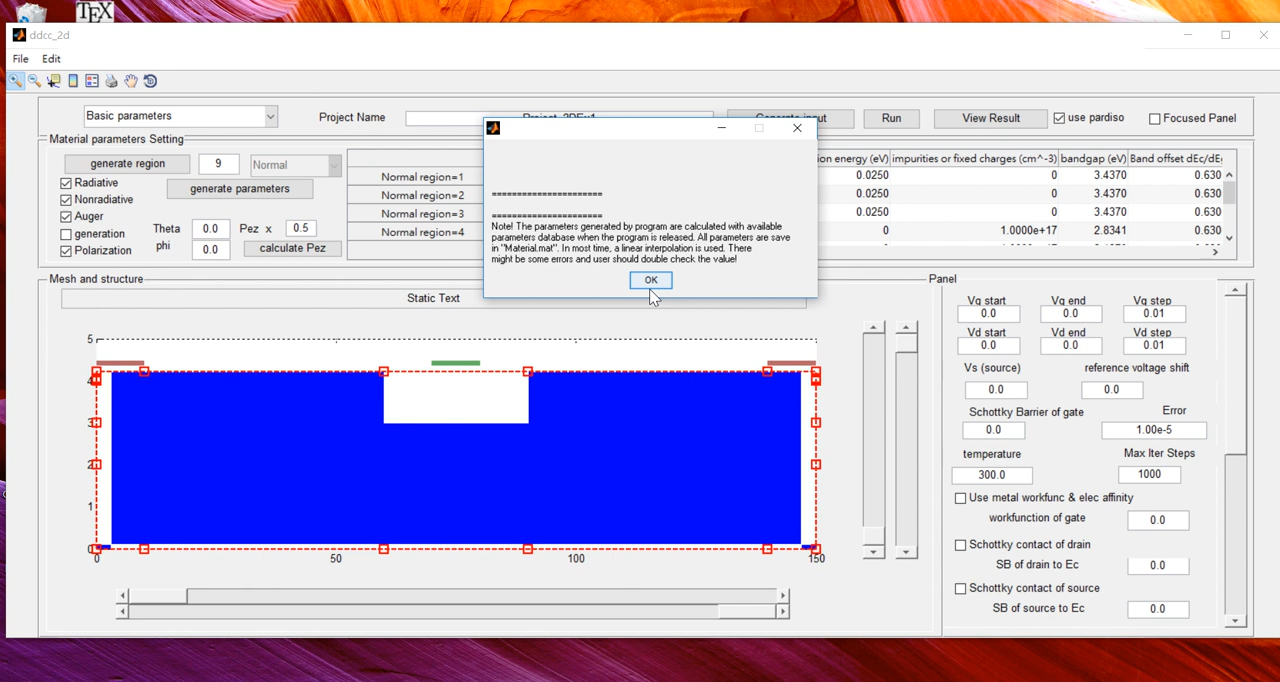 TEX
ddcc_2d
File Edit
Basic parameters
Project Name
Run
View Result
use pardiso
Focused Panel
Material parameters Setting
generate region
9
Normal
generate parameters
Radiative
Nonradiative
Auger
generation
Polarization
Theta
0.0
Pez x
0.5
phi
0.0
calculate Pez
Normal region=1
Normal region=2
Normal region=3
Normal region=4
ion energy (eV) impurities or fixed charges (cm^-3) bandgap (eV) Band offset dEc/dEg
0.0250 0 3.4370 0.630
0.0250 0 3.4370 0.630
0.0250 0 3.4370 0.630
0 1.0000e+17 2.8341 0.630
======================
======================
Note! The parameters generated by program are calculated with available
parameters database when the program is released. All parameters are save
in "Material.mat". In most time, a linear interpolation is used. There
might be some errors and user should double check the value!
OK
Mesh and structure
Static Text
5
4
3
2
1
0
0 50 100 150
Panel
Vg start Vg end Vg step
0.0 0.0 0.01
Vd start Vd end Vd step
0.0 0.0 0.01
Vs (source) reference voltage shift
0.0 0.0
Schottky Barrier of gate Error
0.0 1.00e-5
temperature Max Iter Steps
300.0 1000
Use metal workfunc & elec affinity
workfunction of gate 0.0
Schottky contact of drain
SB of drain to Ec 0.0
Schottky contact of source
SB of source to Ec 0.0